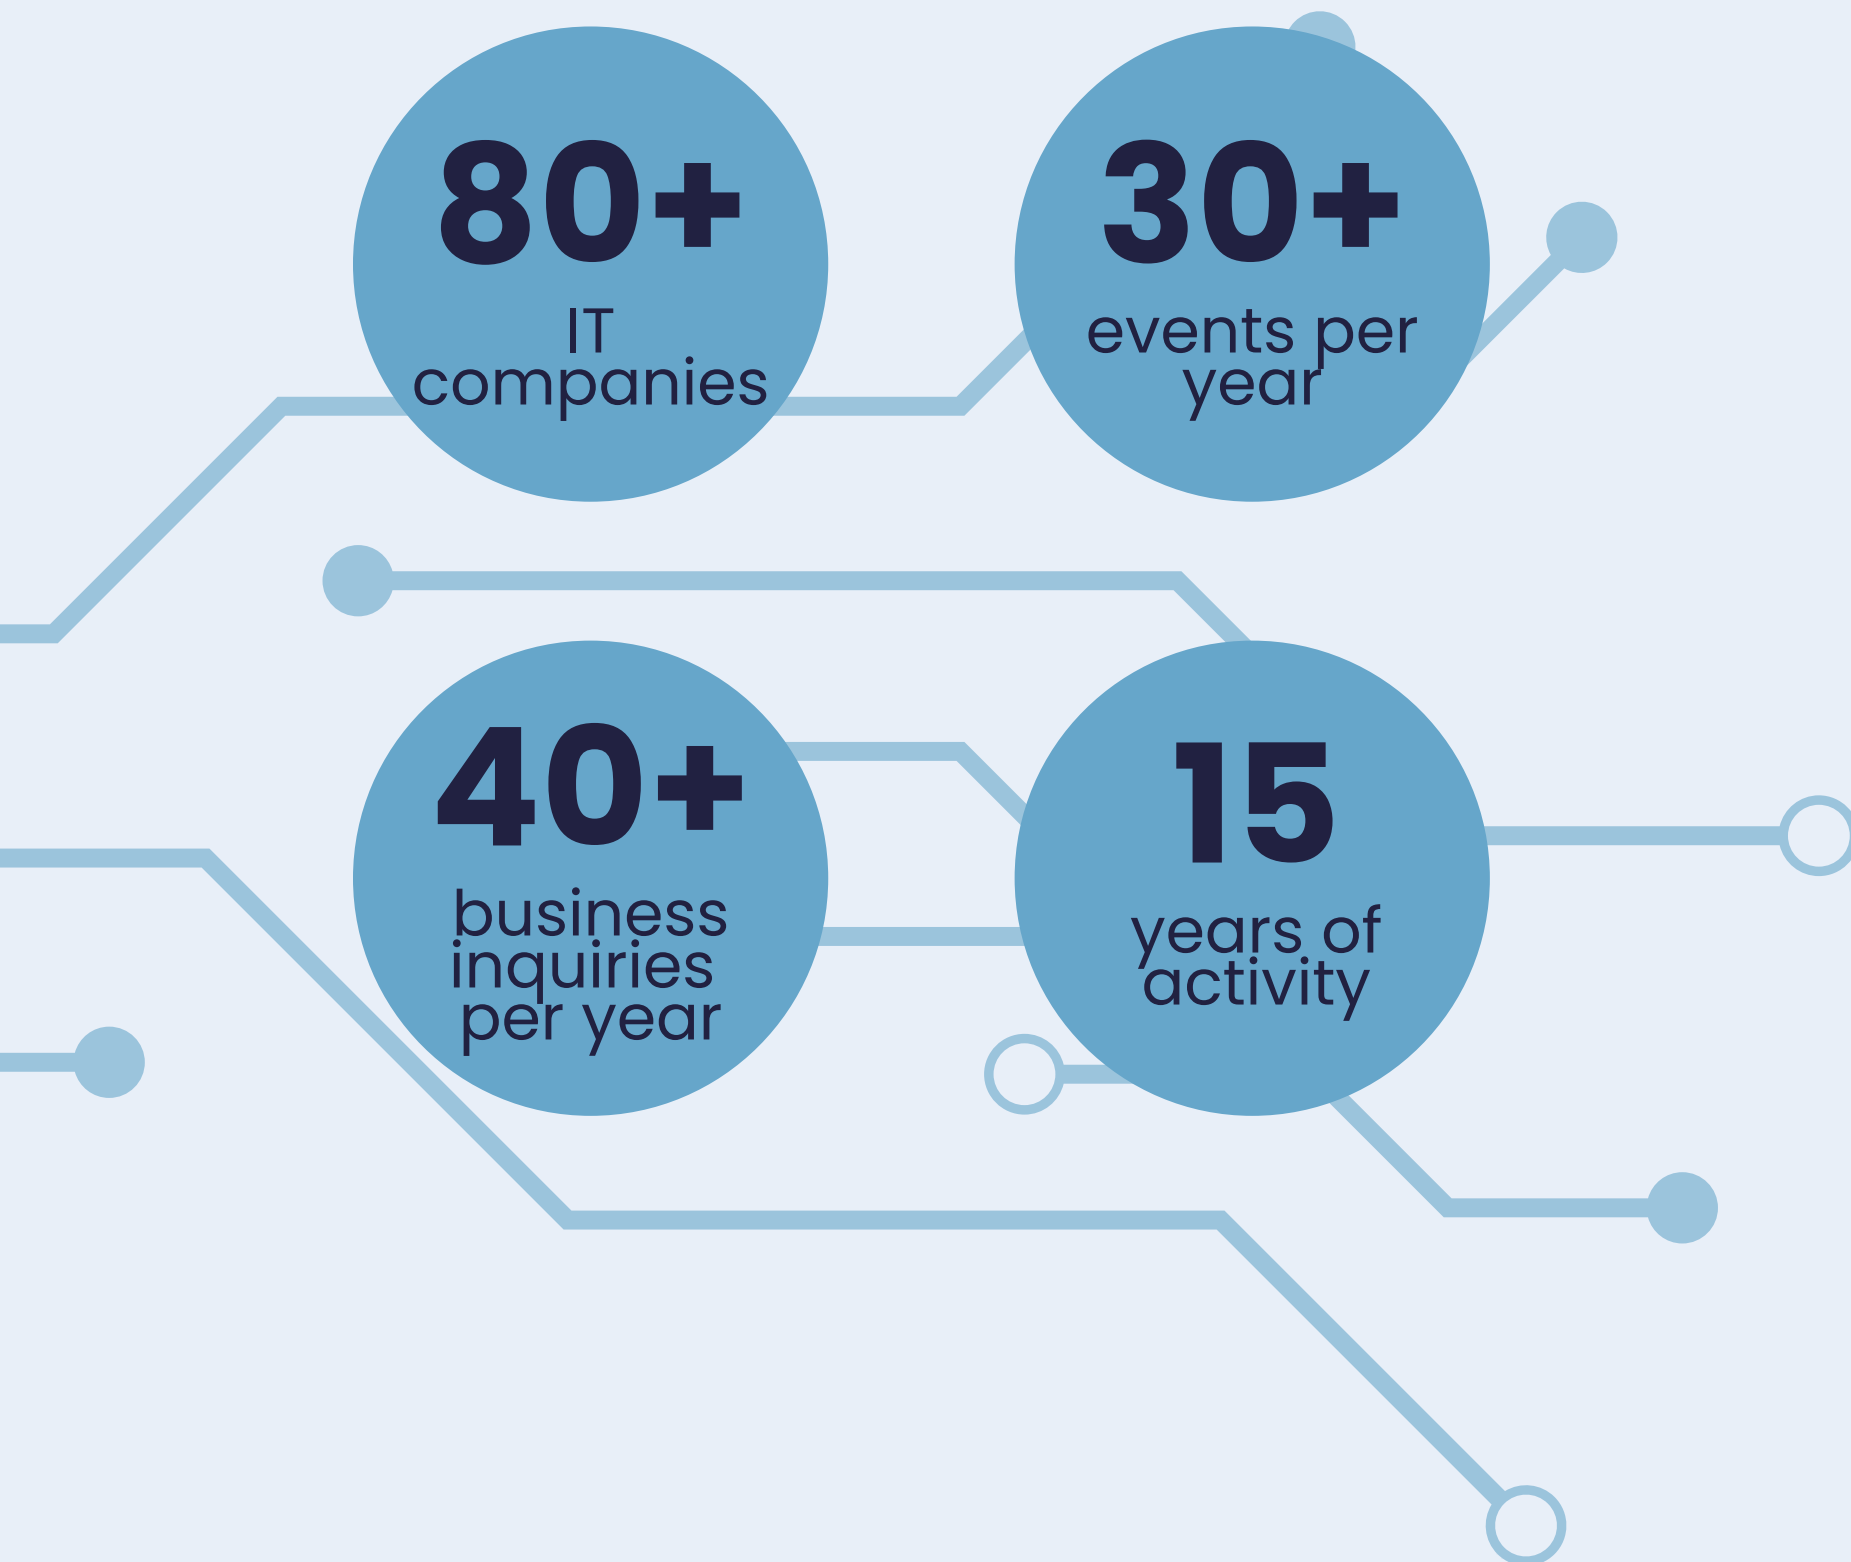 80+
IT
companies
30+
events per
year
40+
business
inquiries
per year
15
years of
activity